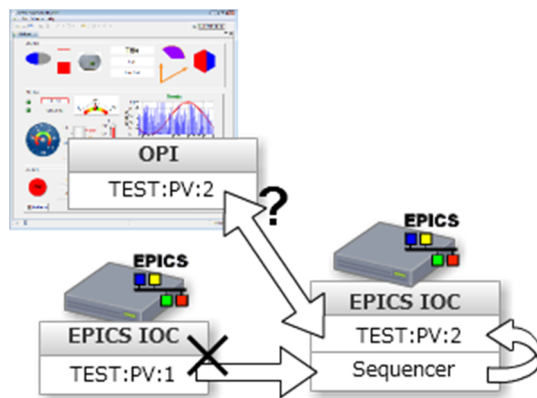 OPI
TEST:PV:2
?
EPICS
EPICS
EPICS IOC
EPICS IOC
TEST:PV:2
TEST:PV:1
Sequencer